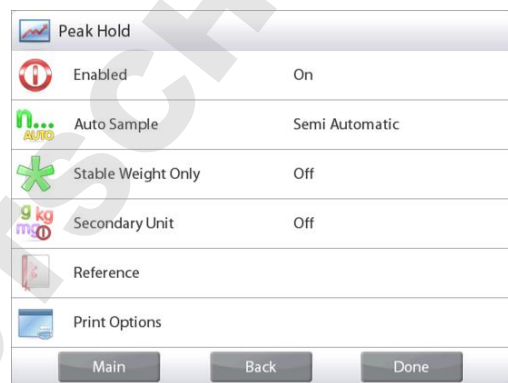 Peak Hold
Enabled On
n... AUTO Auto Sample Semi Automatic
Stable Weight Only Off
g kg mg Secondary Unit Off
Reference
Print Options
Main Back Done